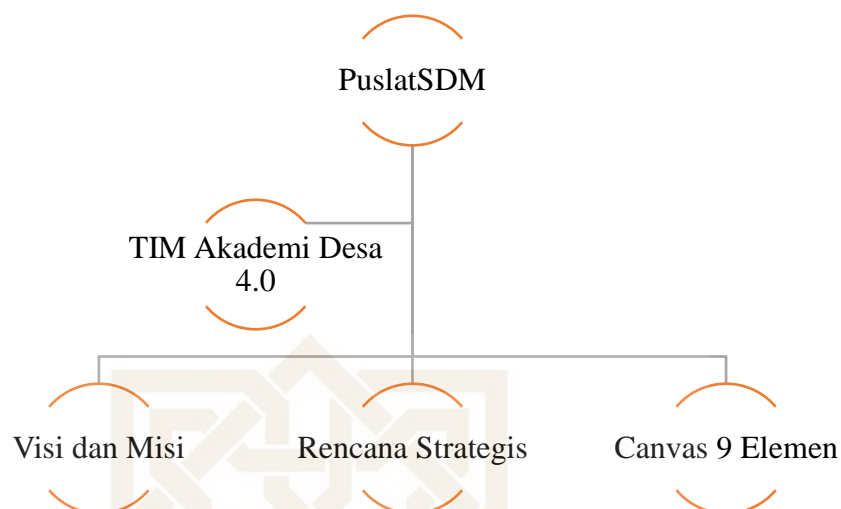 PuslatSDM
TIM Akademi Desa
4.0
Visi dan Misi
Rencana Strategis
Canvas 9 Elemen